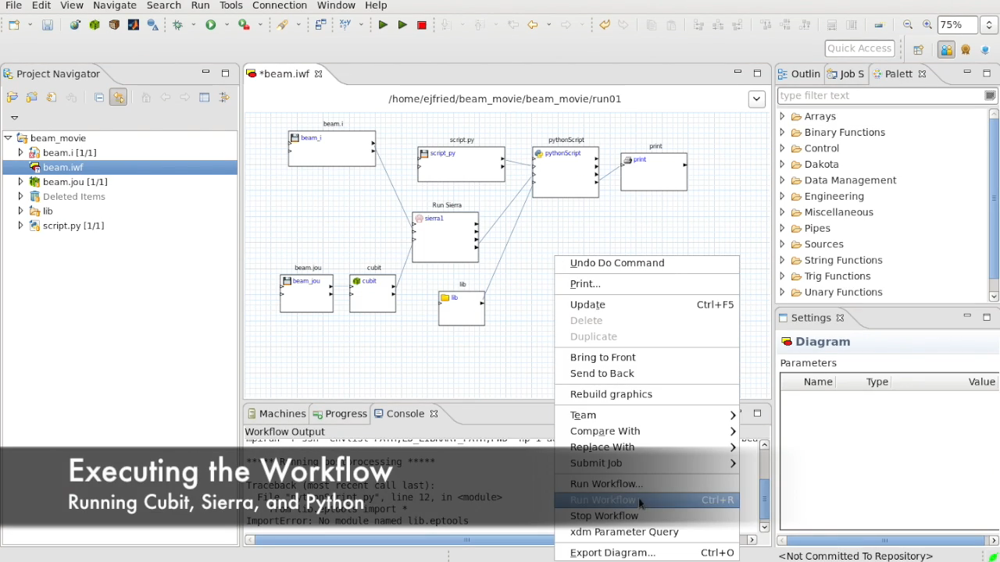 File Edit View Navigate Search Run Tools Connection Window Help
75%
Quick Access
Project Navigator
*beam.iwf
Outlin
Job S
Palett
/home/ejfried/beam_movie/beam_movie/run01
type filter text
beam_movie
beam.i [1/1]
beam.iwf
beam.jou [1/1]
Deleted Items
lib
script.py [1/1]
beam.i
beam_i
script.py
script_py
pythonScript
pythonScript
print
print
Run Sierra
sierra1
beam.jou
beam_jou
cubit
cubit
lib
lib
Arrays
Binary Functions
Control
Dakota
Data Management
Engineering
Miscellaneous
Pipes
Sources
String Functions
Trig Functions
Unary Functions
Undo Do Command
Print...
Update Ctrl+F5
Delete
Duplicate
Bring to Front
Send to Back
Rebuild graphics
Team
Compare With
Replace With
Submit Job
Run Workflow...
Run Workflow Ctrl+R
Stop Workflow
xdm Parameter Query
Export Diagram... Ctrl+O
Settings
Diagram
Parameters
Name Type Value
Machines
Progress
Console
Workflow Output
Traceback (most recent call last):
File "pythonScript.py", line 12, in <module>
from lib.eptools import *
ImportError: No module named lib.eptools
Executing the Workflow
Running Cubit, Sierra, and Python
<Not Committed To Repository>